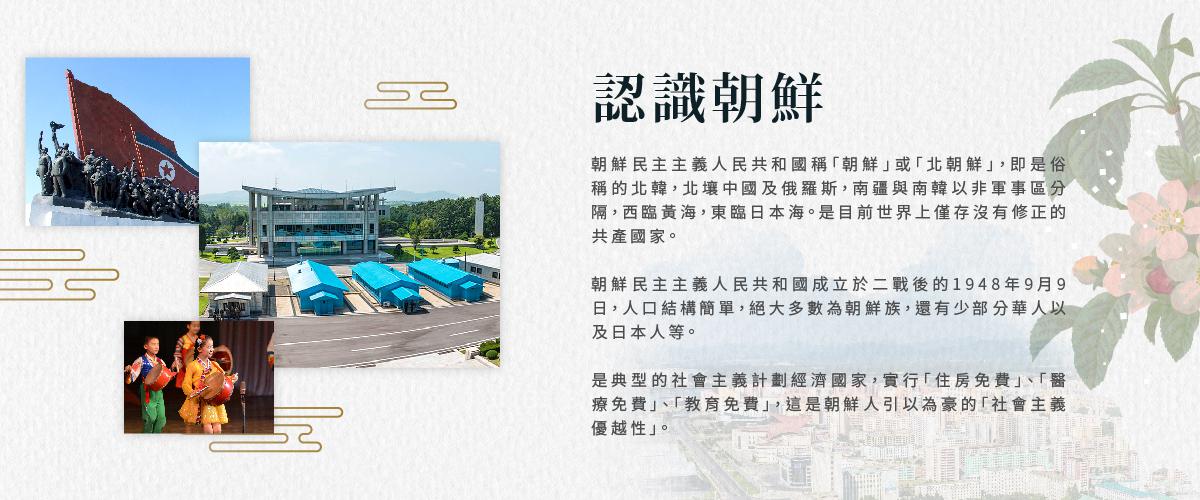 認識朝鮮
朝鮮民主主義人民共和國稱「朝鮮」或「北朝鮮」，即是俗
稱的北韓，北壤中國及俄羅斯，南疆與南韓以非軍事區分
隔，西臨黃海，東臨日本海。是目前世界上僅存沒有修正的
共產國家。
朝鮮民主主義人民共和國成立於二戰後的1948年9月9
日，人口結構簡單，絕大多數為朝鮮族，還有少部分華人以
及日本人等。
是典型的社會主義計劃經濟國家，實行「住房免費」、「醫
療免費」、「教育免費」，這是朝鮮人引以為豪的「社會主義
優越性」。